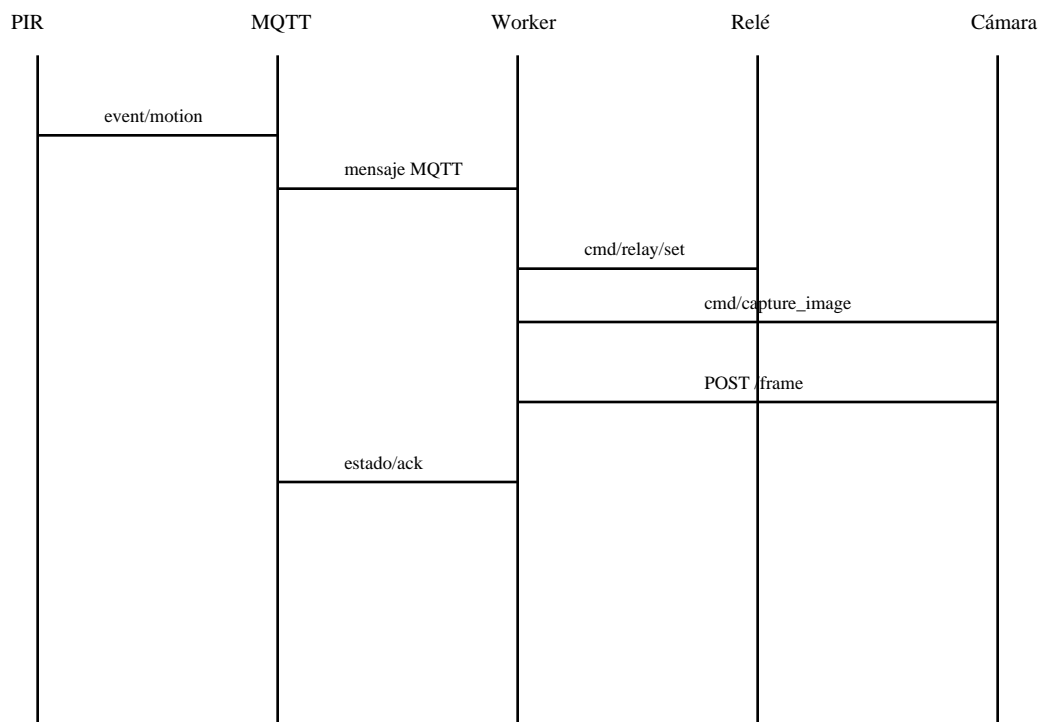 PIR MQTT Worker Relé Cámara
event/motion
mensaje MQTT
cmd/relay/set
cmd/capture_image
POST /frame
estado/ack